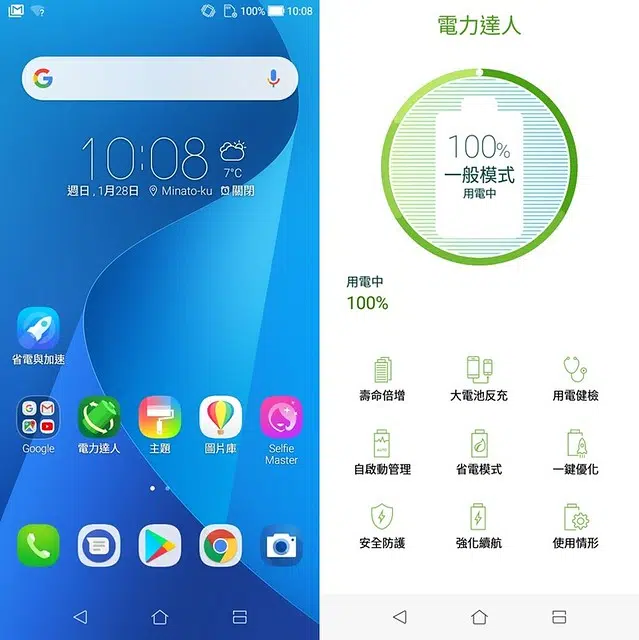 100% 10:08
10:08
7°C
週日 , 1月28日 Minato-ku 關閉
省電與加速
Google 電力達人 主題 圖片庫 Selfie Master
電力達人
100%
一般模式
用電中
用電中
100%
壽命倍增 大電池反充 用電健檢
自啟動管理 省電模式 一鍵優化
安全防護 強化續航 使用情形